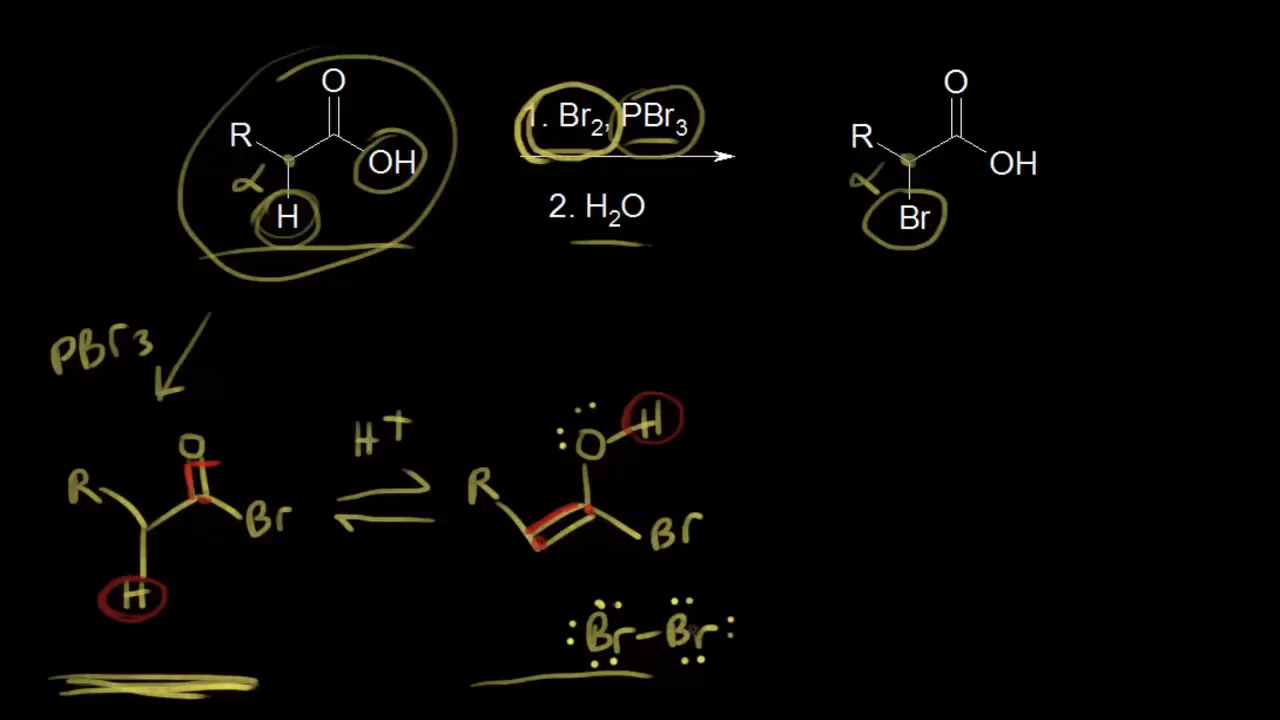 O
R
OH
α
H
1. Br2, PBr3
2. H2O
O
R
OH
α
Br
PBr3
O
R
Br
H
H+
O
H
R
Br
Br-Br